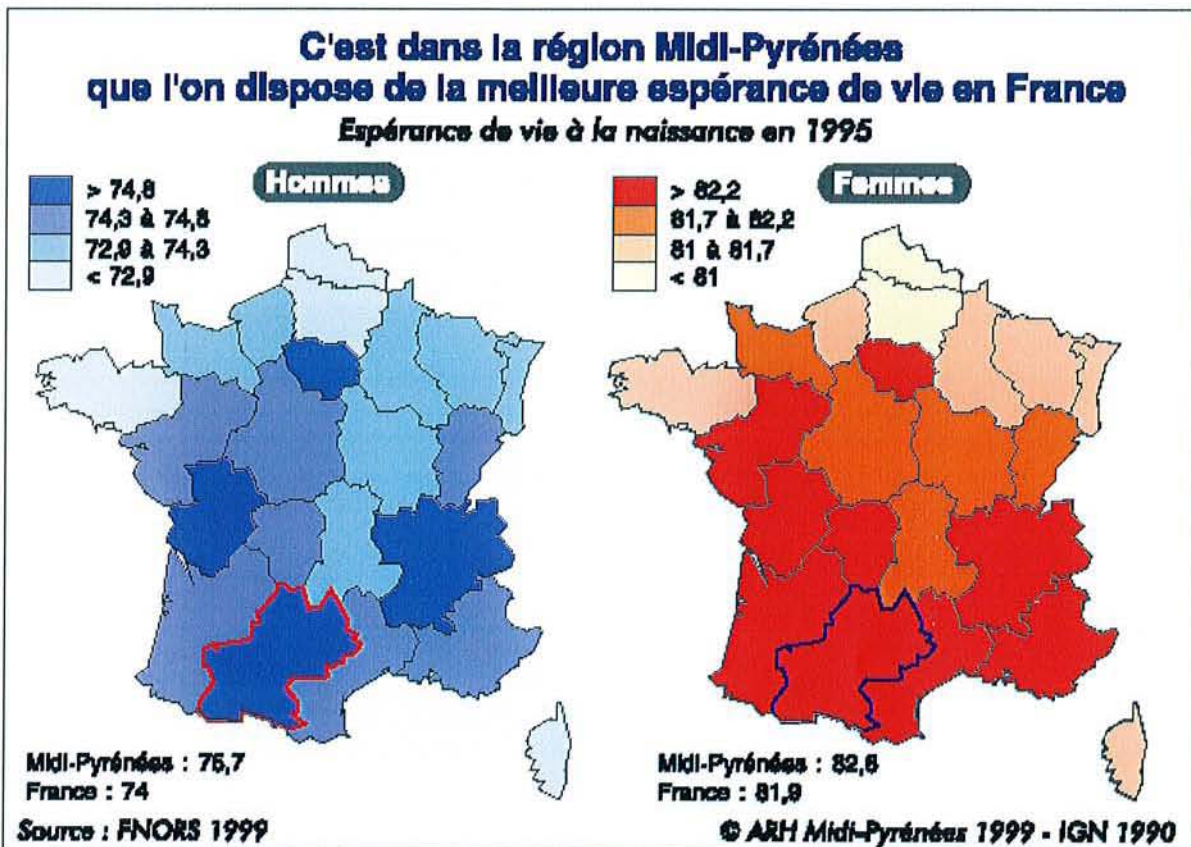 C'est dans la région Midi-Pyrénées
que l'on dispose de la meilleure espérance de vie en France
Espérance de vie à la naissance en 1995
Hommes
> 74,8
74,3 à 74,8
72,9 à 74,3
< 72,9
Midi-Pyrénées : 75,7
France : 74
Femmes
> 82,2
81,7 à 82,2
81 à 81,7
< 81
Midi-Pyrénées :
France : 81,9
Source : FNORS 1999
© ARH Midi-Pyrénées 1999 - IGN 1990